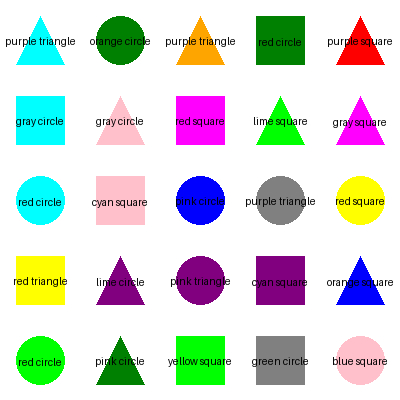 purple triangle orange circle purple triangle red circle purple square
gray circle gray circle red square lime square gray square
red circle cyan square pink circle purple triangle red square
red triangle lime circle pink triangle cyan square orange square
red circle pink circle yellow square green circle blue square